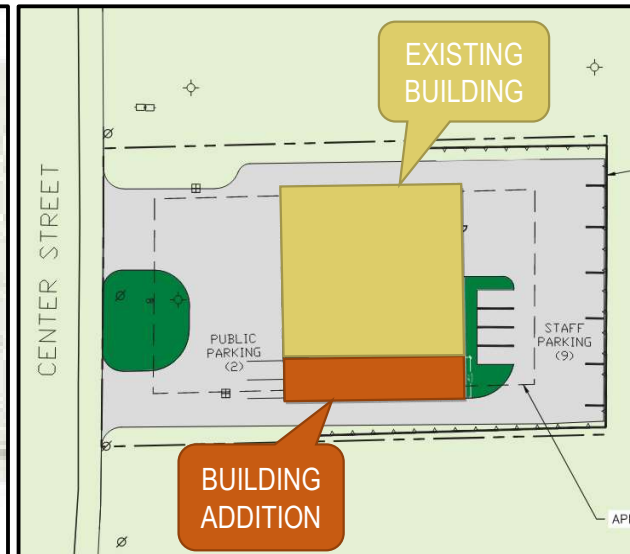 EXISTING
BUILDING
CENTER STREET
PUBLIC
PARKING
(2)
STAFF
PARKING
(9)
BUILDING
ADDITION